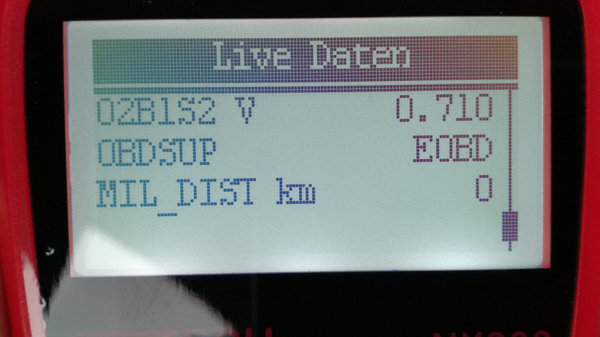 Live Daten
O2B1S2 V 0.710
OBDSUP EOBD
MIL_DIST km 0